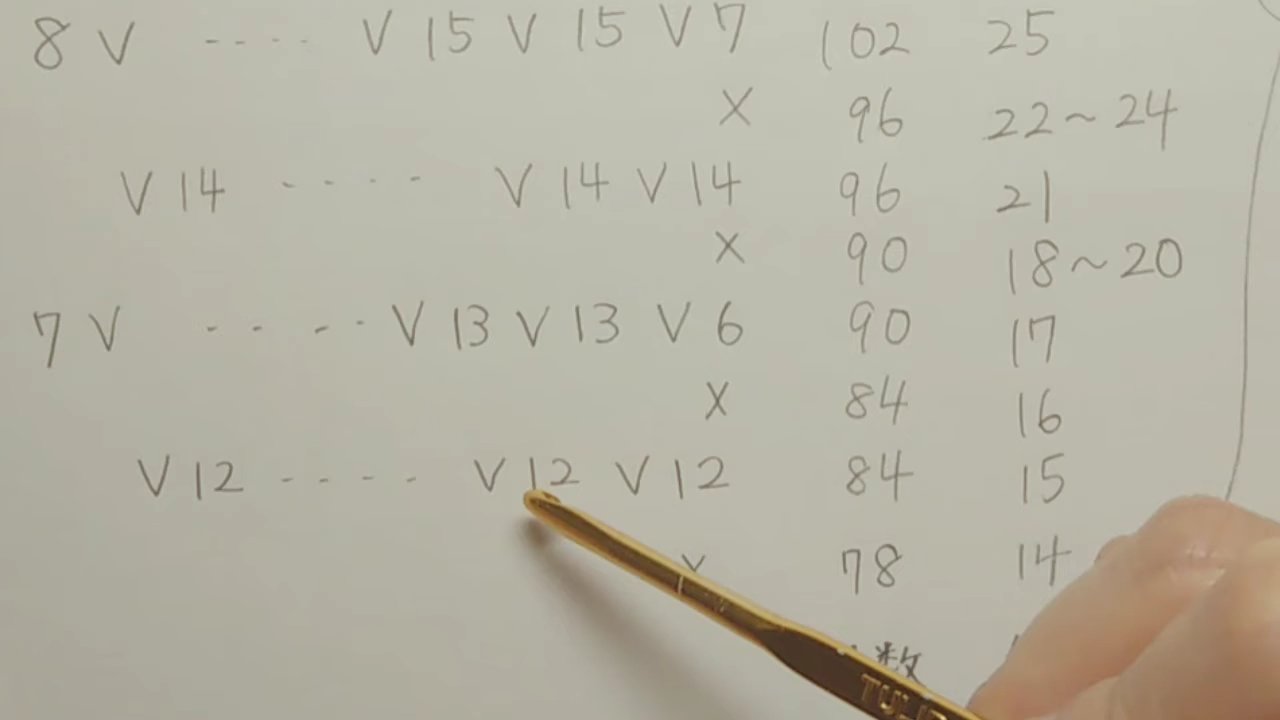 8 V ---- V 15 V 15 V 7 102 25
X 96 22~24
V 14 ---- V 14 V 14 96 21
X 90 18~20
7 V ---- V 13 V 13 V 6 90 17
X 84 16
V 12 ---- V 12 V 12 84 15
78 14
数